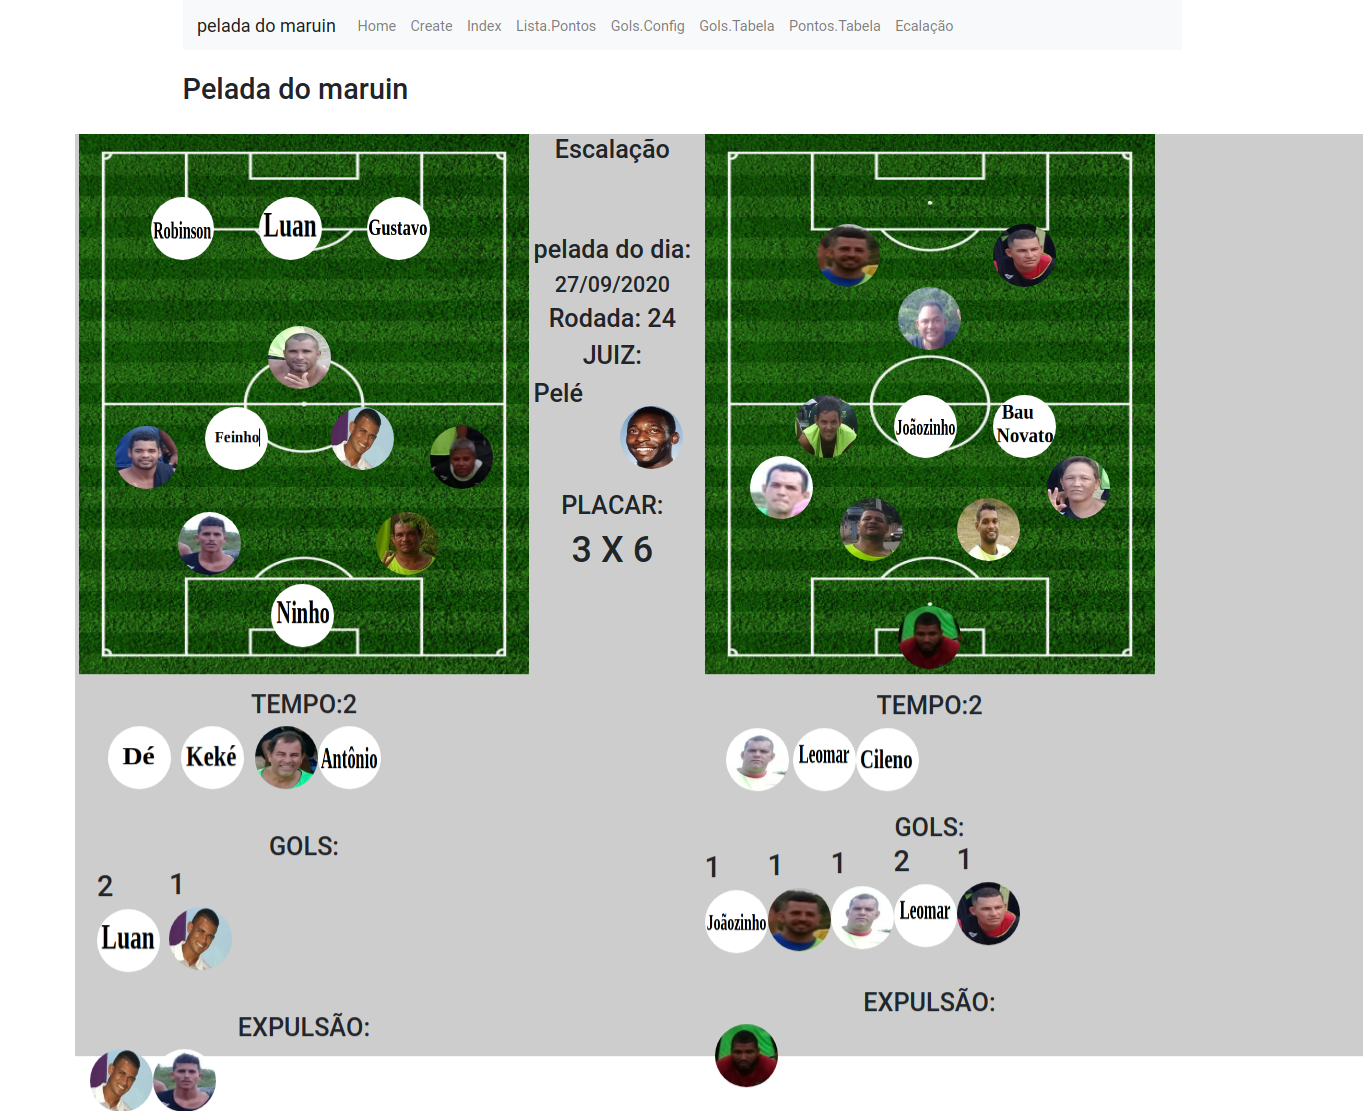 pelada do maruin Home Create Index Lista.Pontos Gols.Config Gols.Tabela Pontos.Tabela Ecalação
Pelada do maruin
Robinson
Luan
Gustavo
Feinho
Ninho
Escalação
pelada do dia:
27/09/2020
Rodada: 24
JUIZ:
Pelé
PLACAR:
3 X 6
Joãozinho
Bau
Novato
TEMPO:2
Dé
Keké
Antônio
GOLS:
2 1
Luan
EXPULSÃO:
TEMPO:2
Leomar
Cileno
GOLS:
1 1 1 2 1
Joãozinho
Leomar
EXPULSÃO: